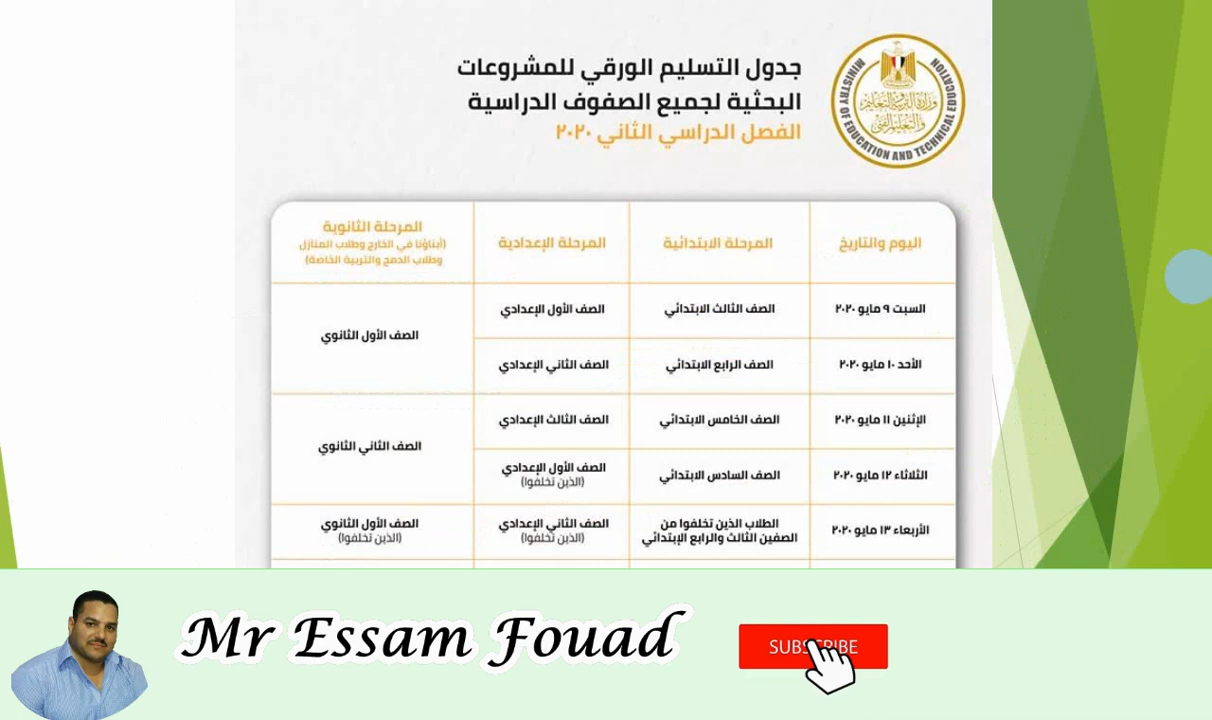 جدول التسليم الورقي للمشروعات
البحثية لجميع الصفوف الدراسية
الفصل الدراسي الثاني ٢٠٢٠
وزارة التربية والتعليم
والتعليم الفني
MINISTRY OF EDUCATION AND TECHNICAL EDUCATION
اليوم والتاريخ
المرحلة الابتدائية
المرحلة الإعدادية
المرحلة الثانوية
(أبناؤنا في الخارج وطلاب المنازل
وطلاب الدمج والتربية الخاصة)
السبت ٩ مايو ٢٠٢٠
الصف الثالث الابتدائي
الصف الأول الإعدادي
الصف الأول الثانوي
الأحد ١٠ مايو ٢٠٢٠
الصف الرابع الابتدائي
الصف الثاني الإعدادي
الإثنين ١١ مايو ٢٠٢٠
الصف الخامس الابتدائي
الصف الثالث الإعدادي
الصف الثاني الثانوي
الثلاثاء ١٢ مايو ٢٠٢٠
الصف السادس الابتدائي
الصف الأول الإعدادي
(الذين تخلفوا)
الأربعاء ١٣ مايو ٢٠٢٠
الطلاب الذين تخلفوا من
الصفين الثالث والرابع الإبتدائي
الصف الثاني الإعدادي
(الذين تخلفوا)
الصف الأول الثانوي
(الذين تخلفوا)
Mr Essam Fouad
SUBSCRIBE